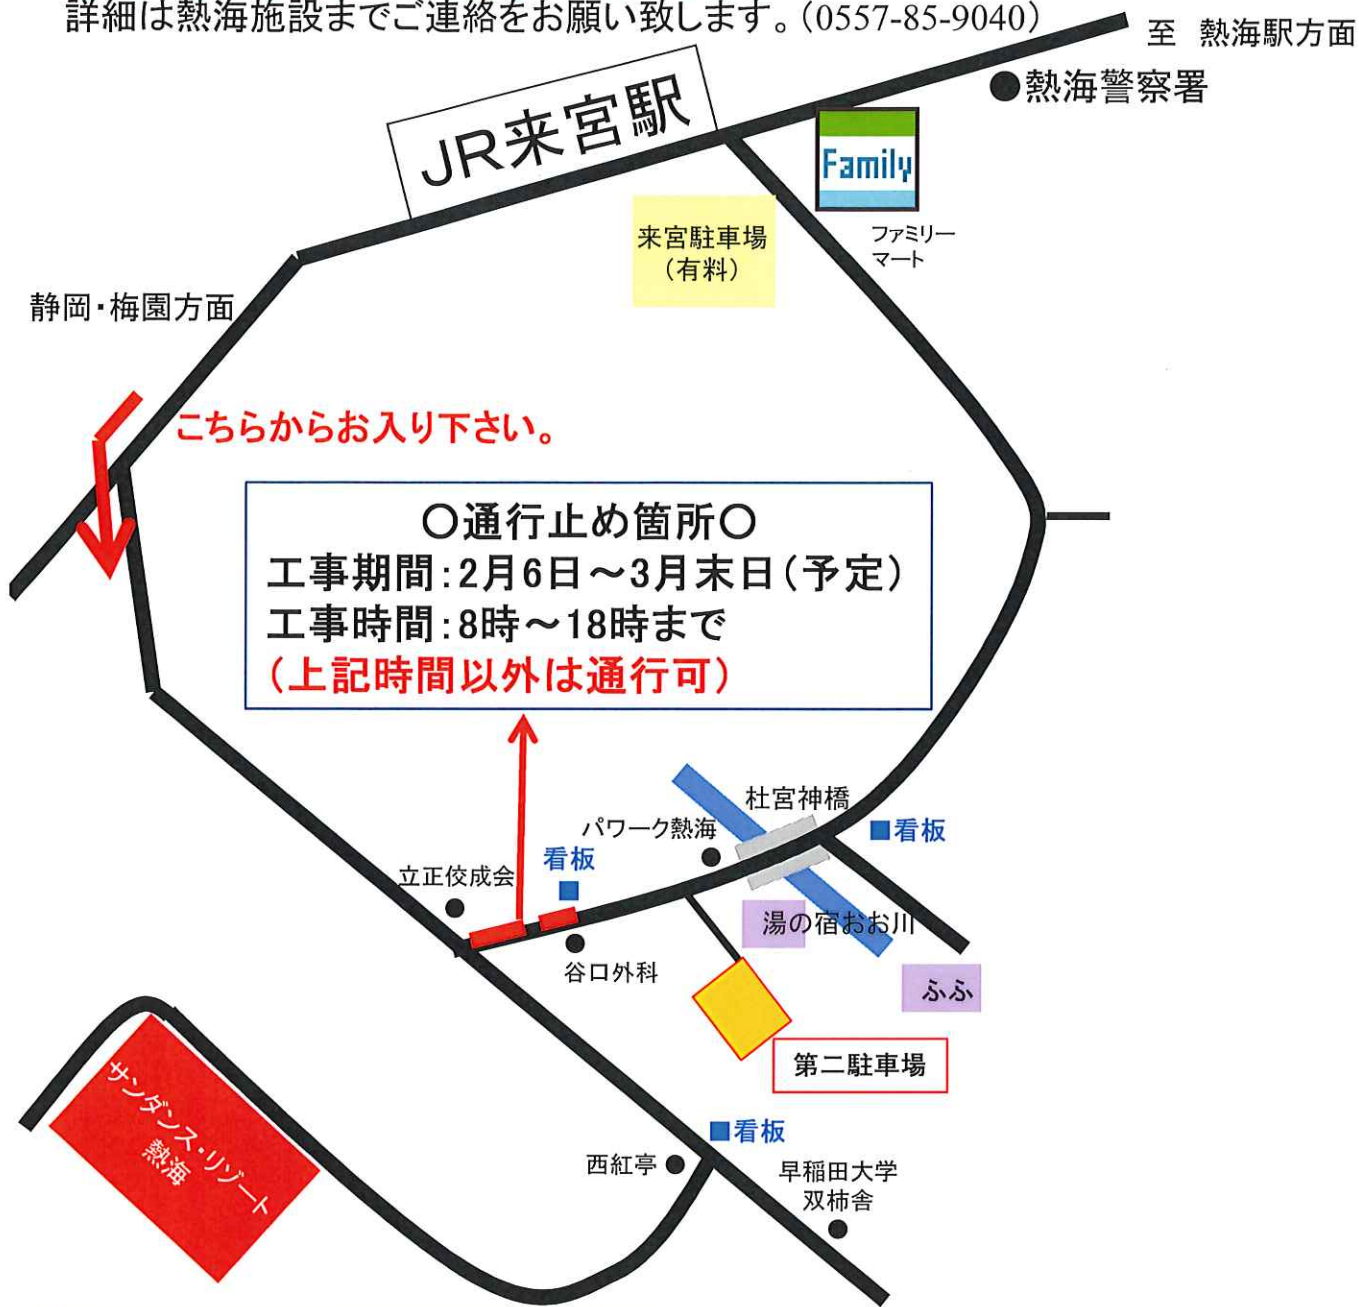 詳細は熱海施設までご連絡をお願い致します。(0557-85-9040)
至 熱海駅方面
●熱海警察署
JR来宮駅
Family
ファミリー
マート
来宮駐車場
(有料)
静岡・梅園方面
こちらからお入り下さい。
〇通行止め箇所〇
工事期間:2月6日～3月末日(予定)
工事時間:8時～18時まで
(上記時間以外は通行可)
杜宮神橋
■看板
パワーク熱海
看板
立正佼成会
湯の宿おお川
谷口外科
ふふ
第二駐車場
サンダンス・リゾート
熱海
■看板
西紅亭
早稲田大学
双柿舎